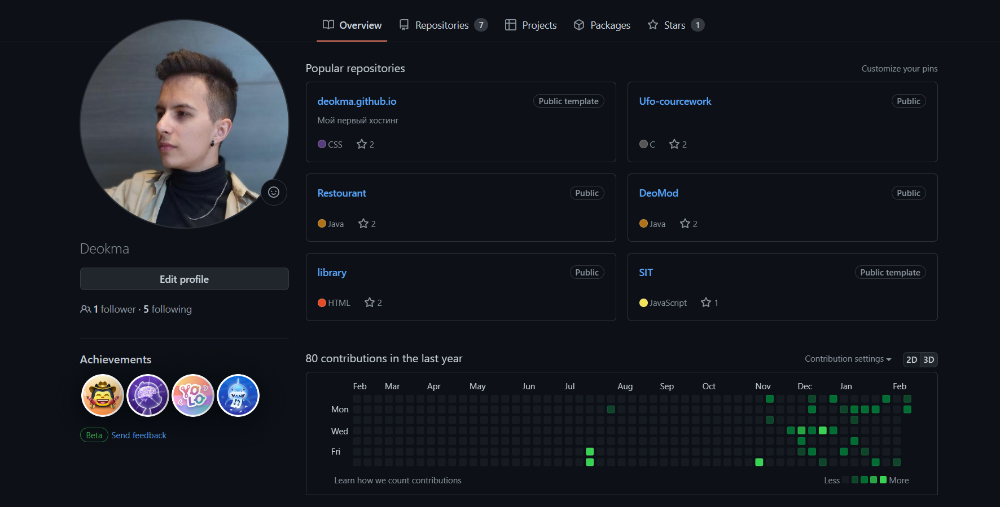 Overview Repositories 7 Projects Packages Stars 1
Deokma
Edit profile
1 follower · 5 following
Achievements
YOLO
Beta Send feedback
Popular repositories Customize your pins
deokma.github.io Public template
Мой первый хостинг
CSS 2
Ufo-courcework Public
C 2
Restourant Public
Java 2
DeoMod Public
Java 2
library Public
HTML 2
SIT Public template
JavaScript 1
80 contributions in the last year Contribution settings 2D 3D
Feb Mar Apr May Jun Jul Aug Sep Oct Nov Dec Jan Feb
Mon
Wed
Fri
Learn how we count contributions Less More